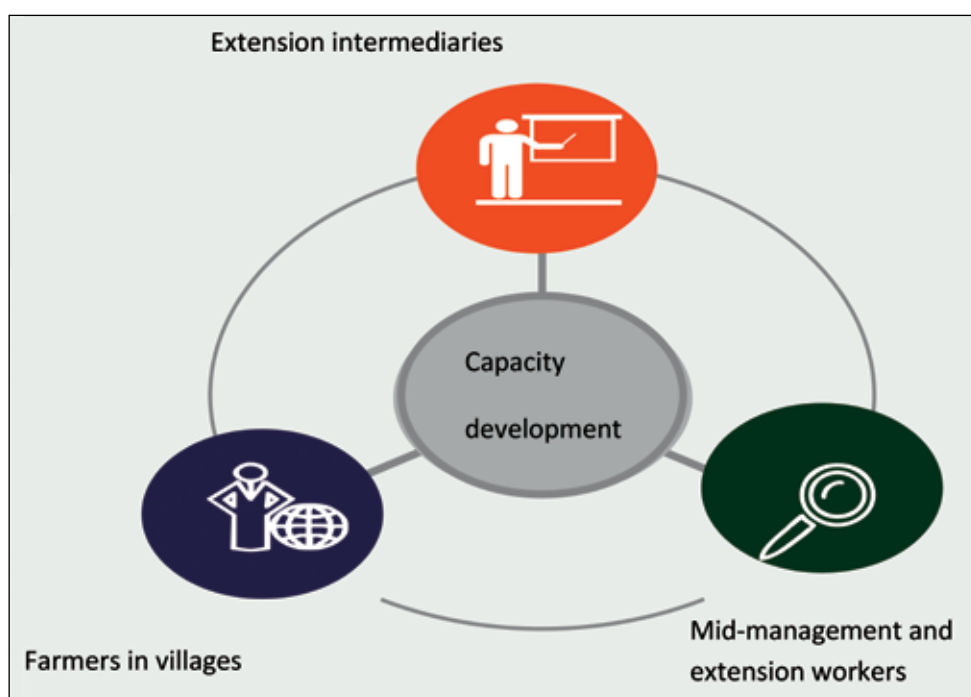 Extension intermediaries
Capacity
development
Farmers in villages
Mid-management and
extension workers